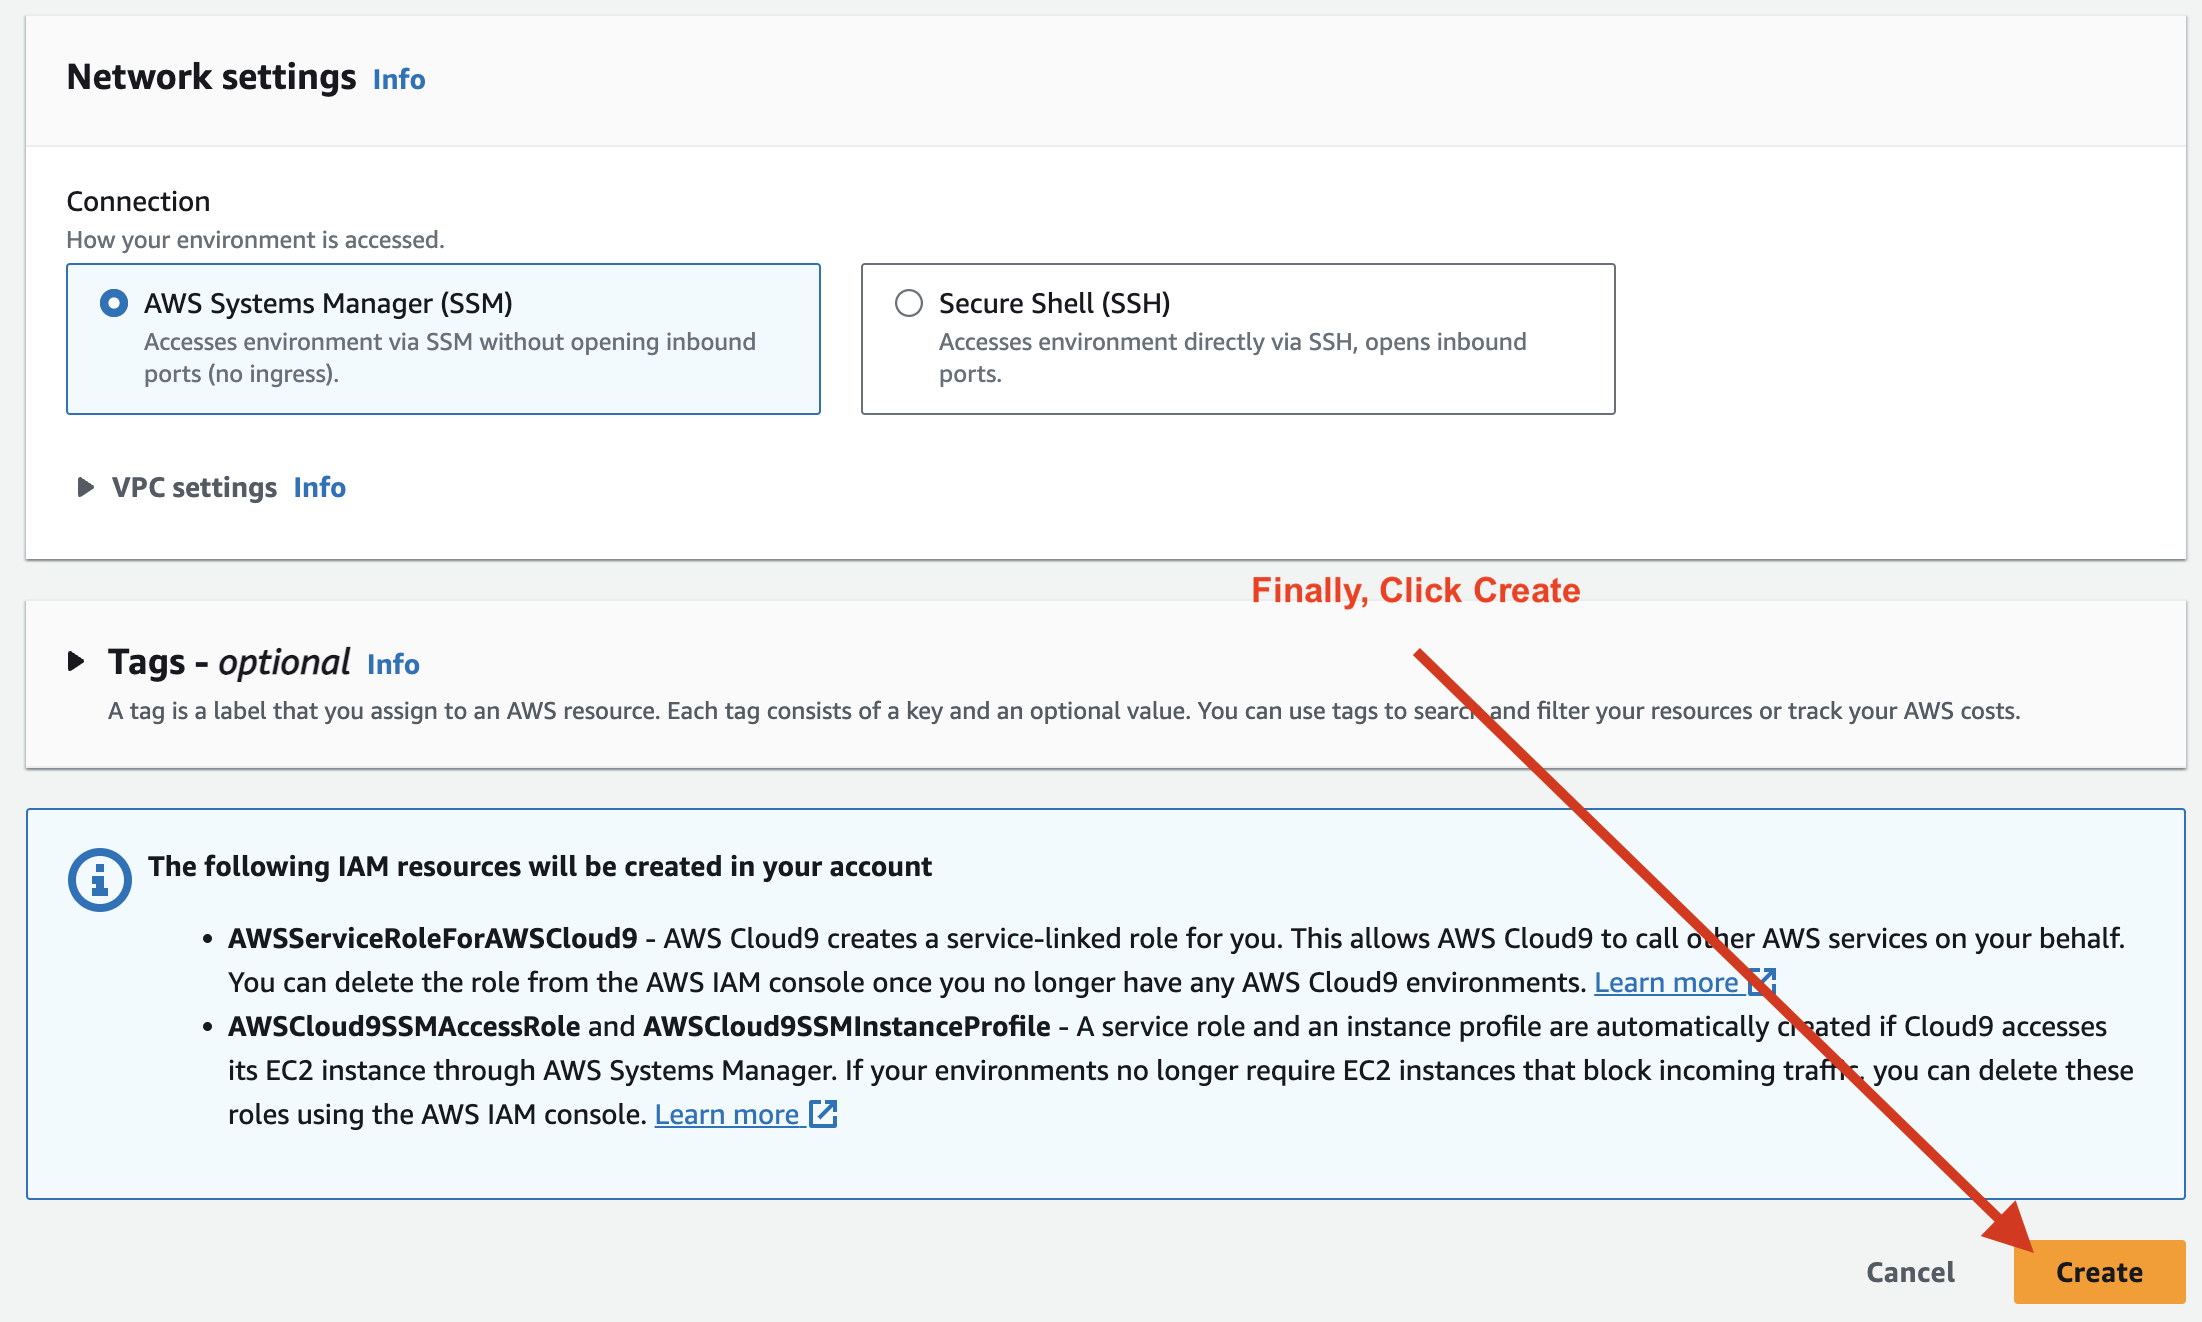 Network settings Info
Connection
How your environment is accessed.
AWS Systems Manager (SSM)
Accesses environment via SSM without opening inbound
ports (no ingress).
Secure Shell (SSH)
Accesses environment directly via SSH, opens inbound
ports.
VPC settings Info
Finally, Click Create
Tags - optional Info
A tag is a label that you assign to an AWS resource. Each tag consists of a key and an optional value. You can use tags to search and filter your resources or track your AWS costs.
The following IAM resources will be created in your account
• AWSServiceRoleForAWSCloud9 - AWS Cloud9 creates a service-linked role for you. This allows AWS Cloud9 to call other AWS services on your behalf.
You can delete the role from the AWS IAM console once you no longer have any AWS Cloud9 environments. Learn more
• AWSCloud9SSMAccessRole and AWSCloud9SSMInstanceProfile - A service role and an instance profile are automatically created if Cloud9 accesses
its EC2 instance through AWS Systems Manager. If your environments no longer require EC2 instances that block incoming traffic, you can delete these
roles using the AWS IAM console. Learn more
Cancel
Create